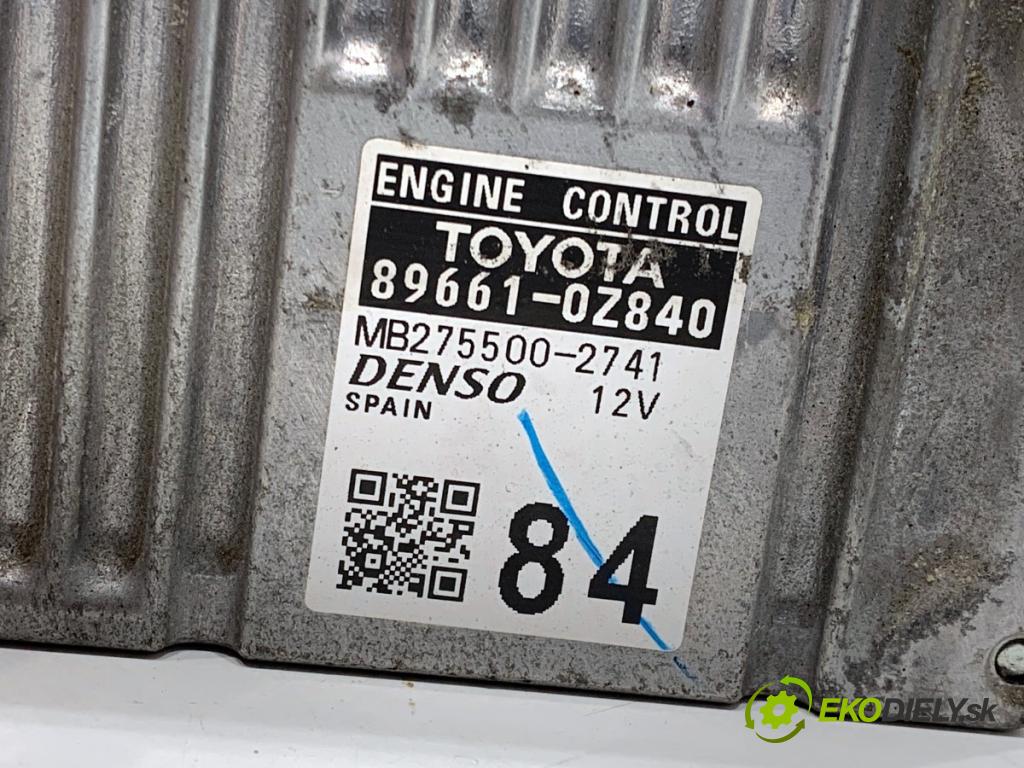 ENGINE CONTROL
TOYOTA
89661-0Z840
MB275500-2741
DENSO 12V
SPAIN
84
EKODIELY.sk